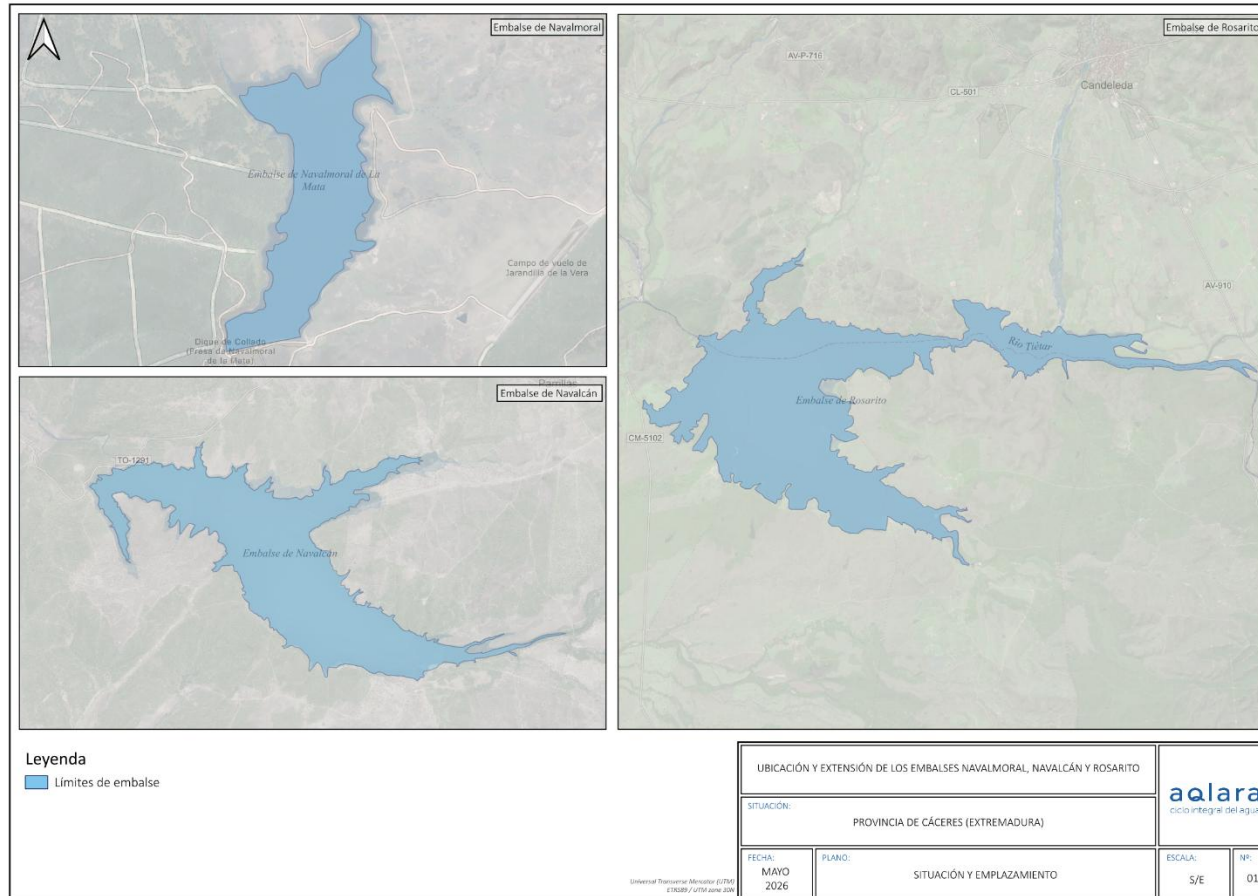 Embalse de Navalmoral
Embalse de Navalmoral de La
Mata
Campo de vuelo de
Jarandilla de la Vera
Dique de Collado
(Presa de Navalmoral
de la Mata)
Embalse de Rosarito
AV-P-716
CL-501
Candeleda
AV-910
Río Tiétar
Embalse de Rosarito
CM-5102
Parrillas
Embalse de Navalcán
TO-1291
Embalse de Navalcán
Leyenda
Límites de embalse
Universal Transverse Mercator (UTM)
ETRS89 / UTM zone 30N
UBICACIÓN Y EXTENSIÓN DE LOS EMBALSES NAVALMORAL, NAVALCÁN Y ROSARITO
SITUACIÓN:
PROVINCIA DE CÁCERES (EXTREMADURA)
aqlara
ciclo integral del agua
FECHA:
MAYO
2026
PLANO:
SITUACIÓN Y EMPLAZAMIENTO
ESCALA:
S/E
Nº:
01